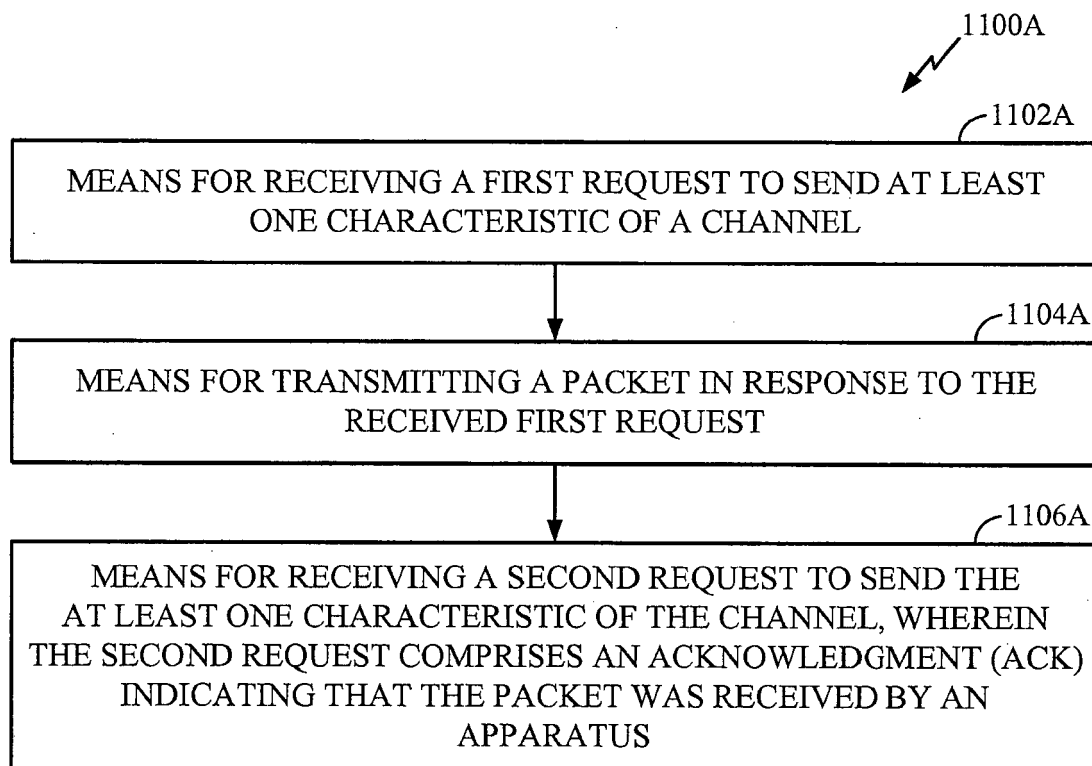 1100A
1102A
MEANS FOR RECEIVING A FIRST REQUEST TO SEND AT LEAST
ONE CHARACTERISTIC OF A CHANNEL
1104A
MEANS FOR TRANSMITTING A PACKET IN RESPONSE TO THE
RECEIVED FIRST REQUEST
1106A
MEANS FOR RECEIVING A SECOND REQUEST TO SEND THE
AT LEAST ONE CHARACTERISTIC OF THE CHANNEL, WHEREIN
THE SECOND REQUEST COMPRISES AN ACKNOWLEDGMENT (ACK)
INDICATING THAT THE PACKET WAS RECEIVED BY AN
APPARATUS